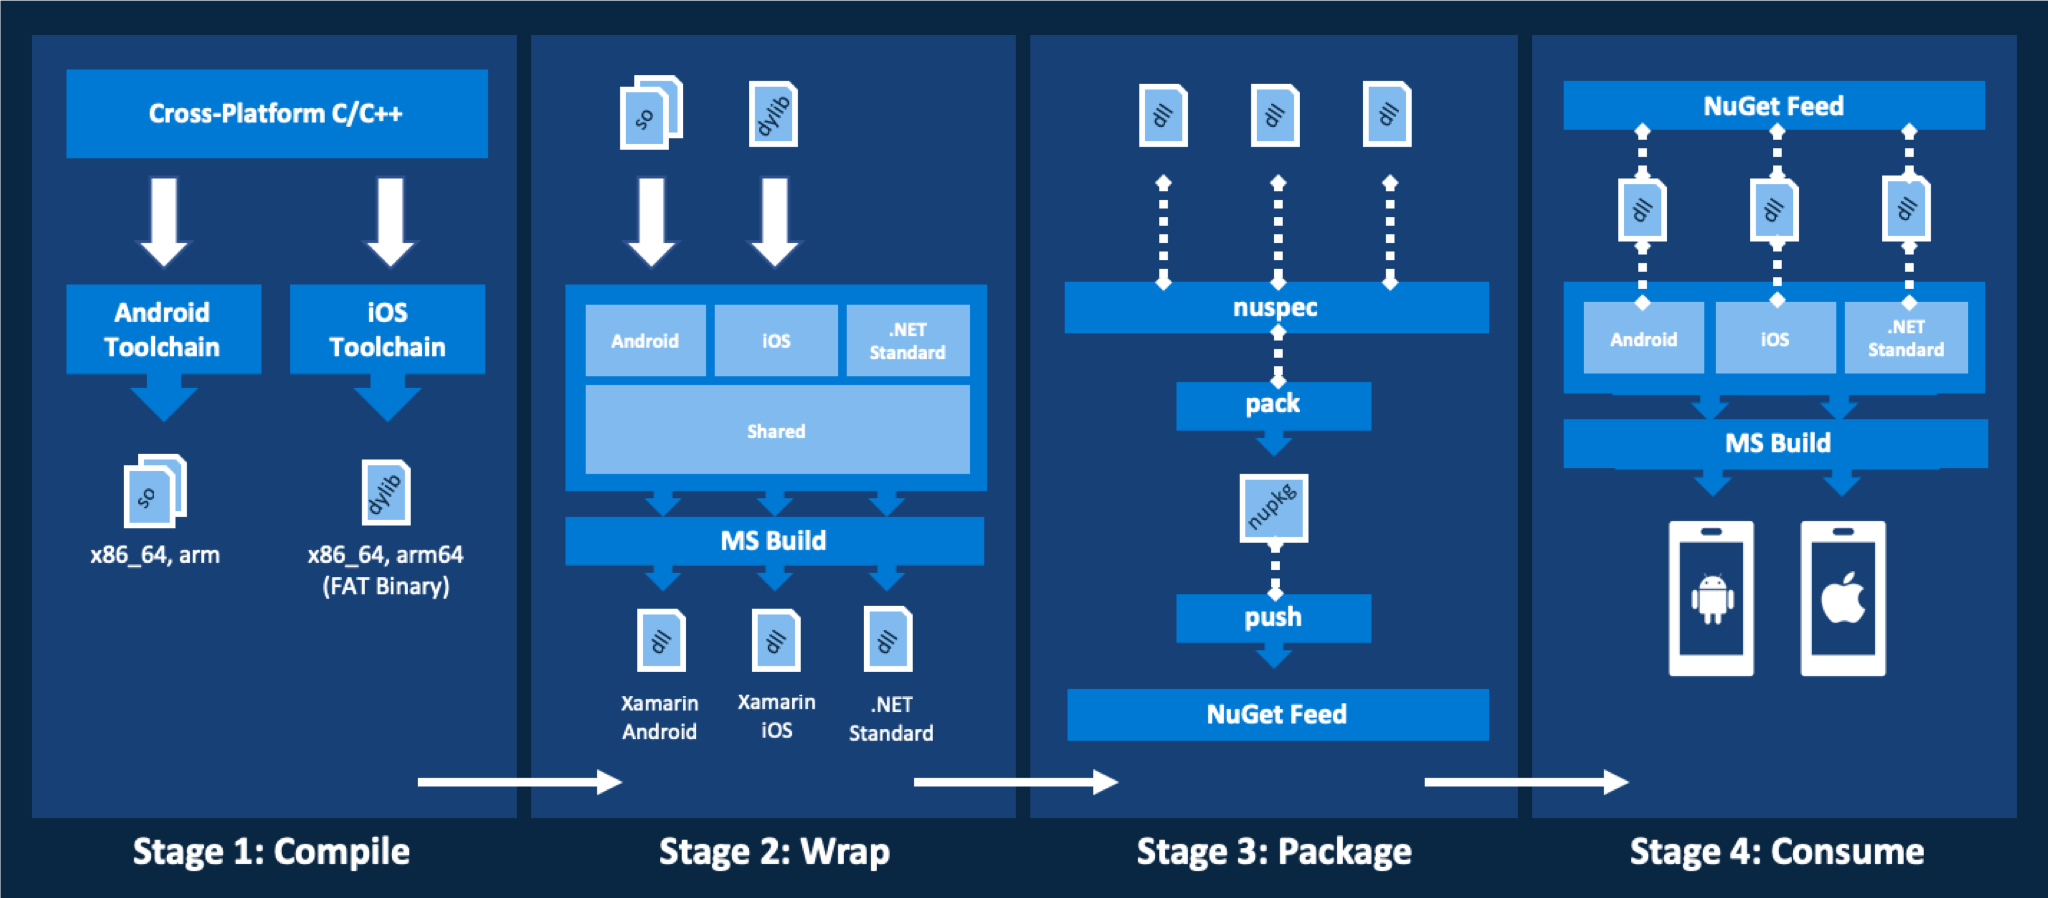 Cross-Platform C/C++
Android
Toolchain
iOS
Toolchain
so
dylib
x86_64, arm
x86_64, arm64
(FAT Binary)
Stage 1: Compile
so
dylib
Android
iOS
.NET
Standard
Shared
MS Build
dll
dll
dll
Xamarin
Android
Xamarin
iOS
.NET
Standard
Stage 2: Wrap
dll
dll
dll
nuspec
pack
nupkg
push
NuGet Feed
Stage 3: Package
NuGet Feed
dll
dll
dll
Android
iOS
.NET
Standard
MS Build
Stage 4: Consume